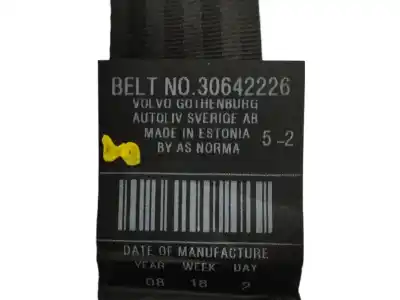 BELT NO.30642226
VOLVO GOTHENBURG
AUTOLIV SVERIGE AB
MADE IN ESTONIA 5-2
BY AS NORMA
DATE OF MANUFACTURE
YEAR WEEK DAY
08 18 2